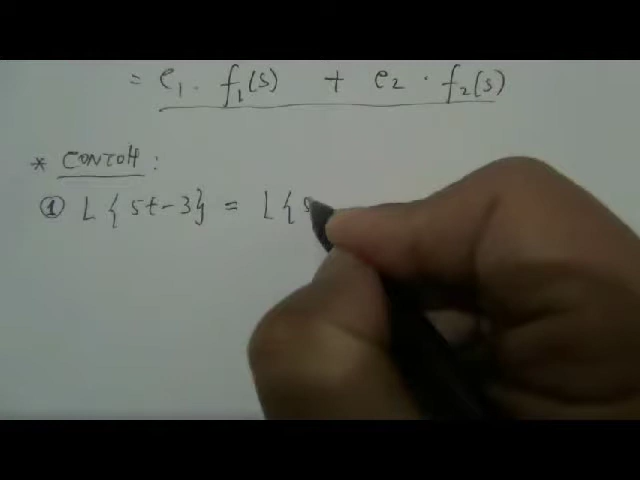 = c₁ · f₁(s) + c₂ · f₂(s)
* CONTOH :
① L { 5t - 3 } = L {